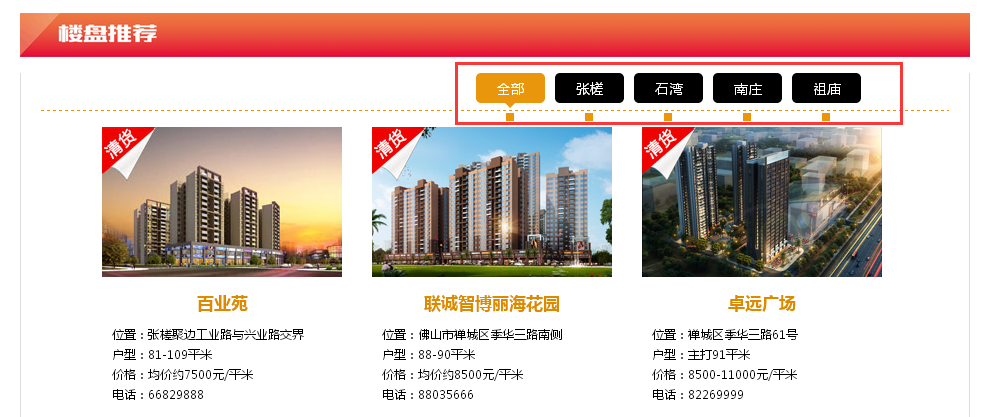 楼盘推荐
全部 张槎 石湾 南庄 祖庙
清货 清货 清货
百业苑
位置：张槎聚边工业路与兴业路交界
户型：81-109平米
价格：均价约7500元/平米
电话：66829888
联诚智博丽海花园
位置：佛山市禅城区季华三路南侧
户型：88-90平米
价格：均价约8500元/平米
电话：88035666
卓远广场
位置：禅城区季华三路61号
户型：主打91平米
价格：8500-11000元/平米
电话：82269999